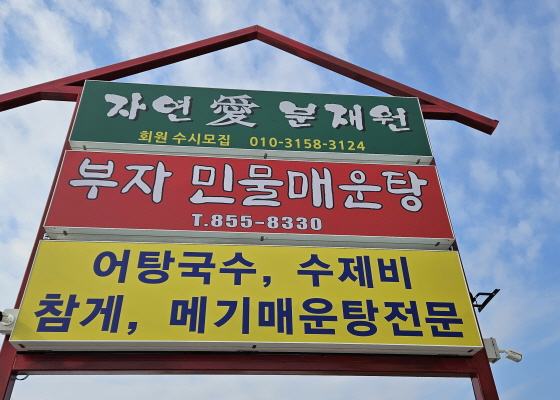 자연 愛 분재원
회원 수시모집 010-3158-3124
부자 민물매운탕
T.855-8330
어탕국수, 수제비
참게, 메기매운탕전문